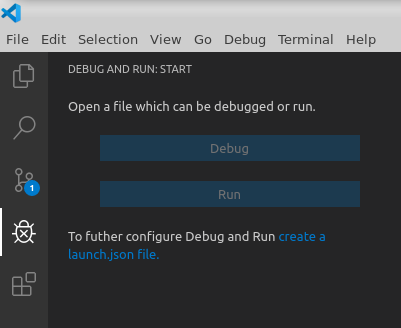 File Edit Selection View Go Debug Terminal Help
DEBUG AND RUN: START
Open a file which can be debugged or run.
Debug
Run
1
To futher configure Debug and Run create a
launch.json file.